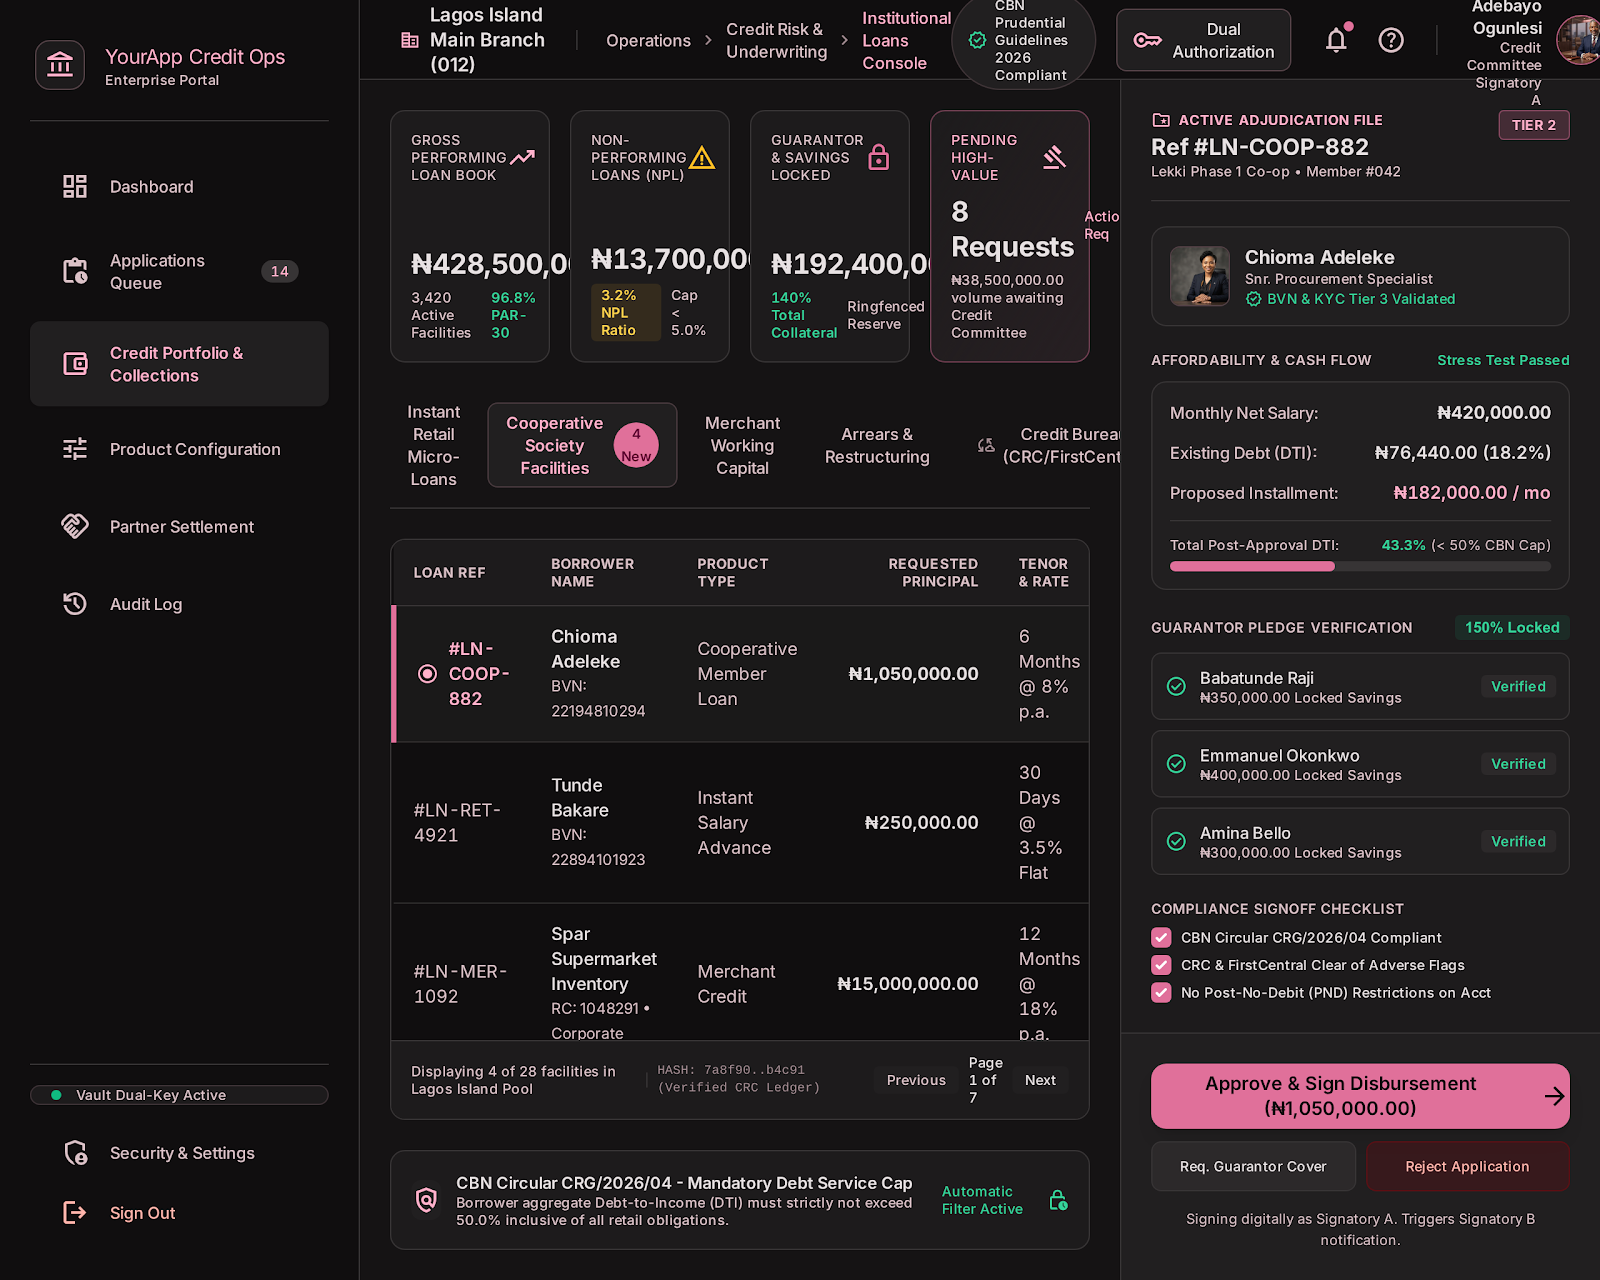 YourApp Credit Ops
Enterprise Portal
Dashboard
Applications
Queue
14
Credit Portfolio &
Collections
Product Configuration
Partner Settlement
Audit Log
Vault Dual-Key Active
Security & Settings
Sign Out
Lagos Island
Main Branch
(012)
Operations
Credit Risk &
Underwriting
Institutional
Loans
Console
CBN
Prudential
Guidelines
2026
Compliant
Dual
Authorization
Adebayo
Ogunlesi
Credit
Committee
Signatory
A
GROSS
PERFORMING
LOAN BOOK
₦428,500,0
3,420
Active
Facilities
96.8%
PAR-
30
NON-
PERFORMING
LOANS (NPL)
₦13,700,00
3.2%
NPL
Ratio
Cap
<
5.0%
GUARANTOR
& SAVINGS
LOCKED
₦192,400,0
140%
Total
Collateral
Ringfenced
Reserve
PENDING
HIGH-
VALUE
8
Requests
Actio
Req
₦38,500,000.00
volume awaiting
Credit
Committee
Instant
Retail
Micro-
Loans
Cooperative
Society
Facilities
4
New
Merchant
Working
Capital
Arrears &
Restructuring
Credit Bureau
(CRC/FirstCent
LOAN REF
BORROWER
NAME
PRODUCT
TYPE
REQUESTED
PRINCIPAL
TENOR
& RATE
#LN-
COOP-
882
Chioma
Adeleke
BVN:
22194810294
Cooperative
Member
Loan
₦1,050,000.00
6
Months
@ 8%
p.a.
#LN-RET-
4921
Tunde
Bakare
BVN:
22894101923
Instant
Salary
Advance
₦250,000.00
30
Days
@
3.5%
Flat
#LN-MER-
1092
Spar
Supermarket
Inventory
RC: 1048291 •
Corporate
Merchant
Credit
₦15,000,000.00
12
Months
@
18%
p.a.
Displaying 4 of 28 facilities in
Lagos Island Pool
HASH: 7a8f90..b4c91
(Verified CRC Ledger)
Previous
Page
1 of
7
Next
CBN Circular CRG/2026/04 - Mandatory Debt Service Cap
Borrower aggregate Debt-to-Income (DTI) must strictly not exceed
50.0% inclusive of all retail obligations.
Automatic
Filter Active
ACTIVE ADJUDICATION FILE
Ref #LN-COOP-882
Lekki Phase 1 Co-op • Member #042
TIER 2
Chioma Adeleke
Snr. Procurement Specialist
BVN & KYC Tier 3 Validated
AFFORDABILITY & CASH FLOW
Stress Test Passed
Monthly Net Salary:
₦420,000.00
Existing Debt (DTI):
₦76,440.00 (18.2%)
Proposed Installment:
₦182,000.00 / mo
Total Post-Approval DTI:
43.3% (< 50% CBN Cap)
GUARANTOR PLEDGE VERIFICATION
150% Locked
Babatunde Raji
₦350,000.00 Locked Savings
Verified
Emmanuel Okonkwo
₦400,000.00 Locked Savings
Verified
Amina Bello
₦300,000.00 Locked Savings
Verified
COMPLIANCE SIGNOFF CHECKLIST
CBN Circular CRG/2026/04 Compliant
CRC & FirstCentral Clear of Adverse Flags
No Post-No-Debit (PND) Restrictions on Acct
Approve & Sign Disbursement
(₦1,050,000.00)
Req. Guarantor Cover
Reject Application
Signing digitally as Signatory A. Triggers Signatory B
notification.